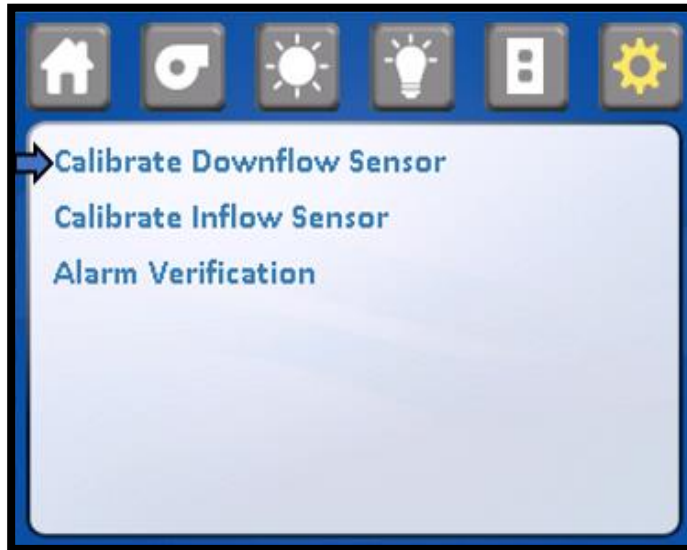 Calibrate Downflow Sensor
Calibrate Inflow Sensor
Alarm Verification